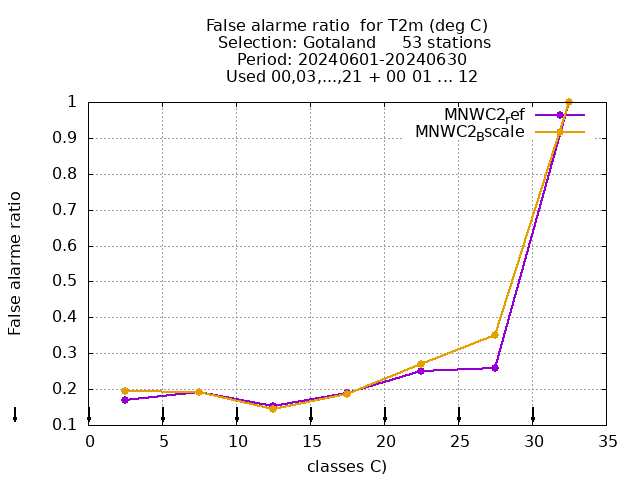 False alarme ratio  for T2m (deg C)
Selection: Gotaland     53 stations
Period: 20240601-20240630
Used 00,03,...,21 + 00 01 ... 12
MNWC2ref
MNWC2Bscale
1
0.9
0.8
0.7
0.6
0.5
0.4
0.3
0.2
0.1
False alarme ratio
0 5 10 15 20 25 30 35
classes C)